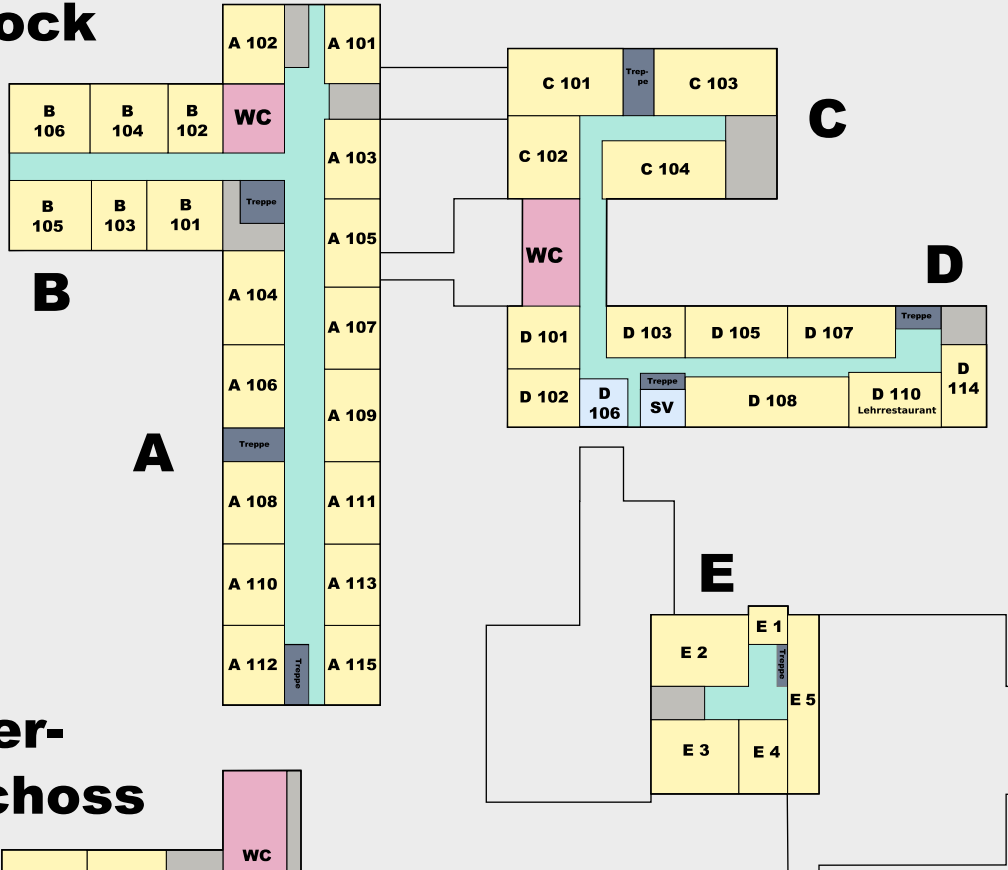 ock
A 102
A 101
B
106
B
104
B
102
WC
A 103
B
105
B
103
B
101
Treppe
A 105
B
A 104
A 107
A 106
A 109
A
Treppe
A 108
A 111
A 110
A 113
A 112
Treppe
A 115
C 101
Trep-
pe
C 103
C
C 102
C 104
WC
D
D 101
D 103
D 105
D 107
Treppe
D 102
D
106
Treppe
SV
D 108
D 110
Lehrrestaurant
D
114
E
E 1
E 2
Treppe
E 5
E 3
E 4
er-
choss
WC